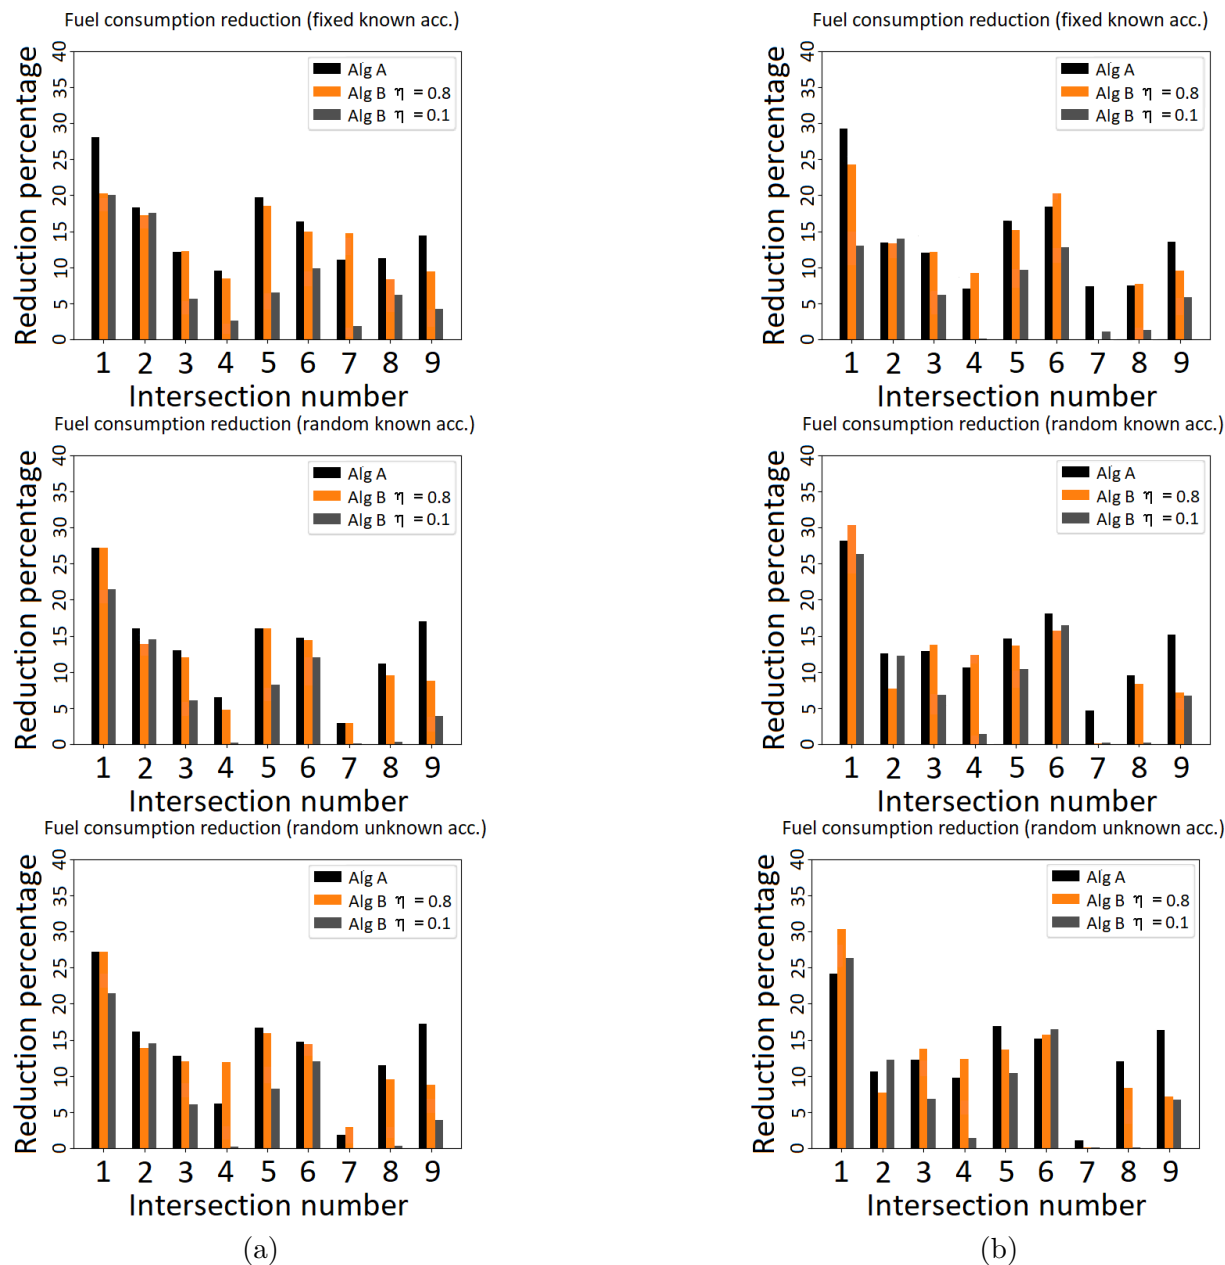 Fuel consumption reduction (fixed known acc.)
Reduction percentage
40
35
30
25
20
15
10
5
0
Alg A
Alg B η = 0.8
Alg B η = 0.1
1 2 3 4 5 6 7 8 9
Intersection number
Fuel consumption reduction (random known acc.)
Reduction percentage
40
35
30
25
20
15
10
5
0
Alg A
Alg B η = 0.8
Alg B η = 0.1
1 2 3 4 5 6 7 8 9
Intersection number
Fuel consumption reduction (random unknown acc.)
Reduction percentage
40
35
30
25
20
15
10
5
0
Alg A
Alg B η = 0.8
Alg B η = 0.1
1 2 3 4 5 6 7 8 9
Intersection number
(a)
Fuel consumption reduction (fixed known acc.)
Reduction percentage
40
35
30
25
20
15
10
5
0
Alg A
Alg B η = 0.8
Alg B η = 0.1
1 2 3 4 5 6 7 8 9
Intersection number
Fuel consumption reduction (random known acc.)
Reduction percentage
40
35
30
25
20
15
10
5
0
Alg A
Alg B η = 0.8
Alg B η = 0.1
1 2 3 4 5 6 7 8 9
Intersection number
Fuel consumption reduction (random unknown acc.)
Reduction percentage
40
35
30
25
20
15
10
5
0
Alg A
Alg B η = 0.8
Alg B η = 0.1
1 2 3 4 5 6 7 8 9
Intersection number
(b)